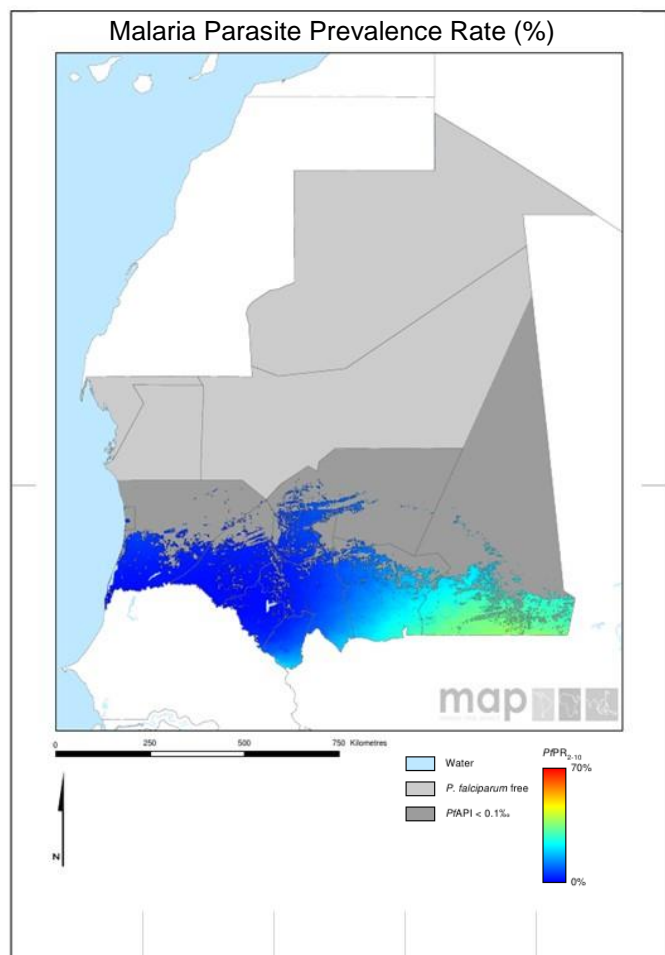 Malaria Parasite Prevalence Rate (%)
map
0 250 500 750 Kilometres
N
Water
P. falciparum free
PfAPI < 0.1‰
PfPR2-10
70%
0%